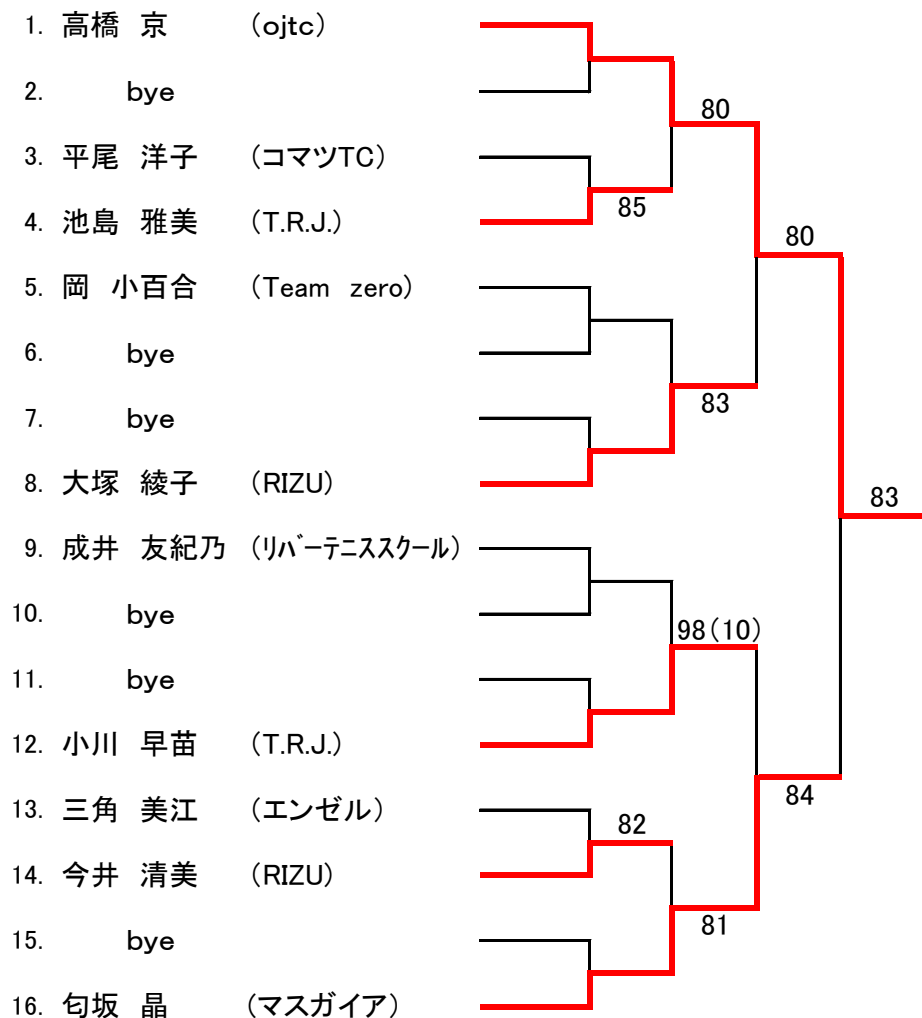 1. 高橋 京 (ojtc)
2. bye
80
3. 平尾 洋子 (コマツTC)
85
4. 池島 雅美 (T.R.J.)
80
5. 岡 小百合 (Team zero)
6. bye
83
7. bye
8. 大塚 綾子 (RIZU)
83
9. 成井 友紀乃 (ﾘﾊﾞｰﾃﾆｽｽｸｰﾙ)
10. bye
98(10)
11. bye
12. 小川 早苗 (T.R.J.)
84
13. 三角 美江 (エンゼル)
82
14. 今井 清美 (RIZU)
81
15. bye
16. 匂坂 晶 (マスガイア)